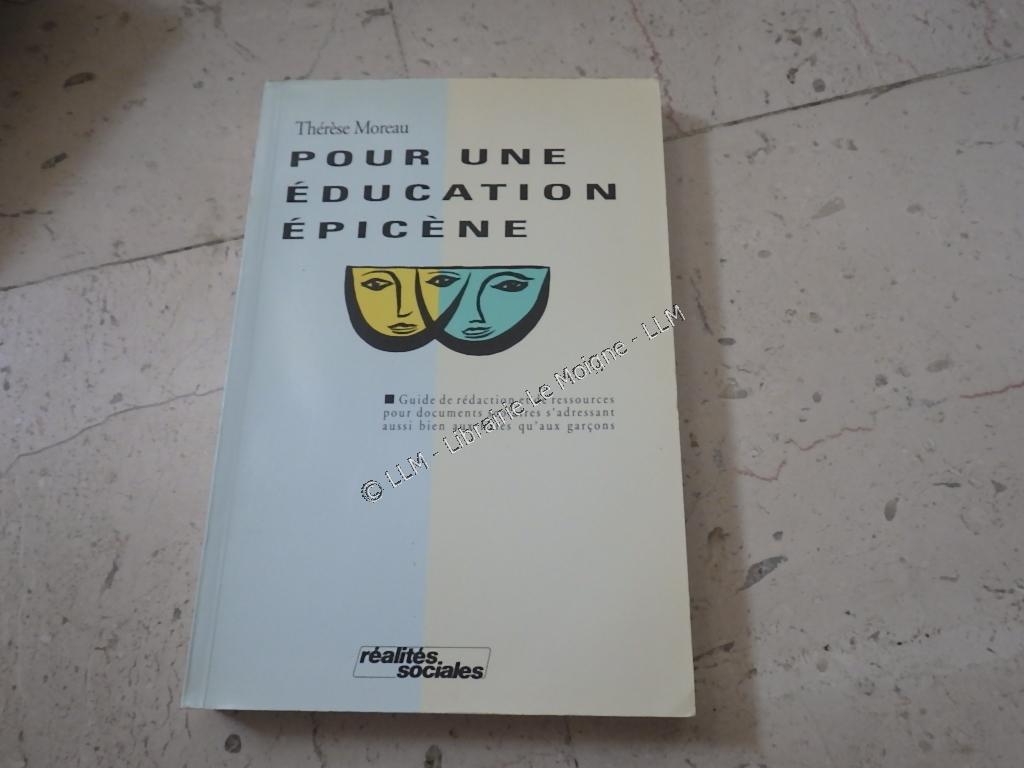 Thérèse Moreau
POUR UNE
ÉDUCATION
ÉPICÈNE
■ Guide de rédaction et de ressources
pour documents s'adressant
aussi bien aux filles qu'aux garçons
© LLM - Librairie Le Moigne - LLM
réalités
sociales